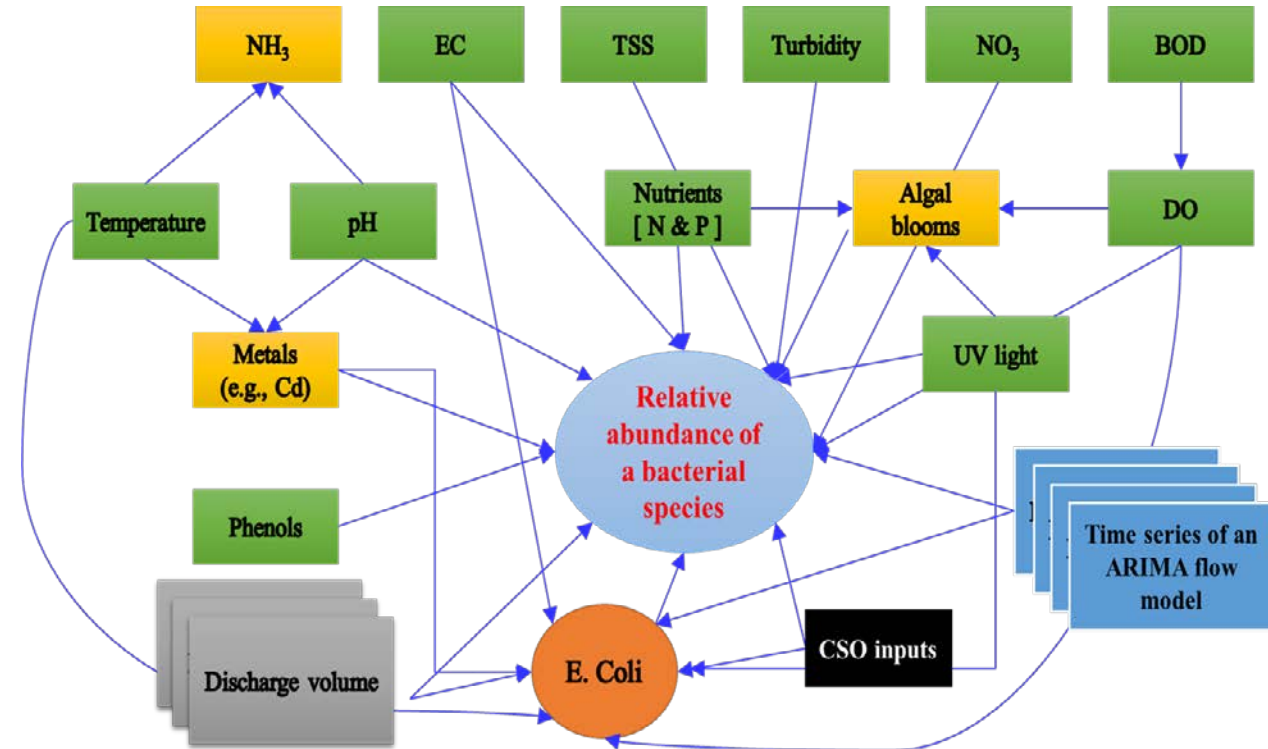 NH₃
EC
TSS
Turbidity
NO₃
BOD
Temperature
pH
Nutrients
[ N & P ]
Algal
blooms
DO
Metals
(e.g., Cd)
UV light
Relative
abundance of
a bacterial
species
Phenols
Time series of an
ARIMA flow
model
Discharge volume
E. Coli
CSO inputs